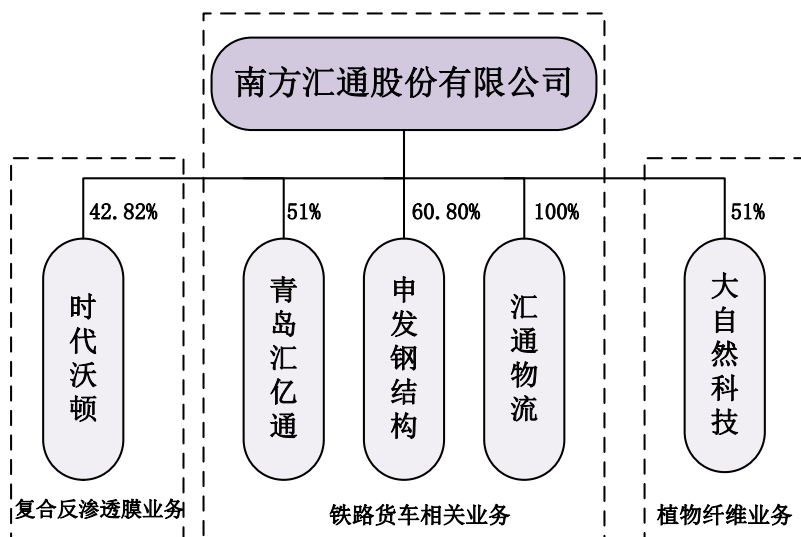 南方汇通股份有限公司
42.82%
51%
60.80%
100%
51%
时代沃顿
青岛汇亿通
申发钢结构
汇通物流
大自然科技
复合反渗透膜业务
铁路货车相关业务
植物纤维业务